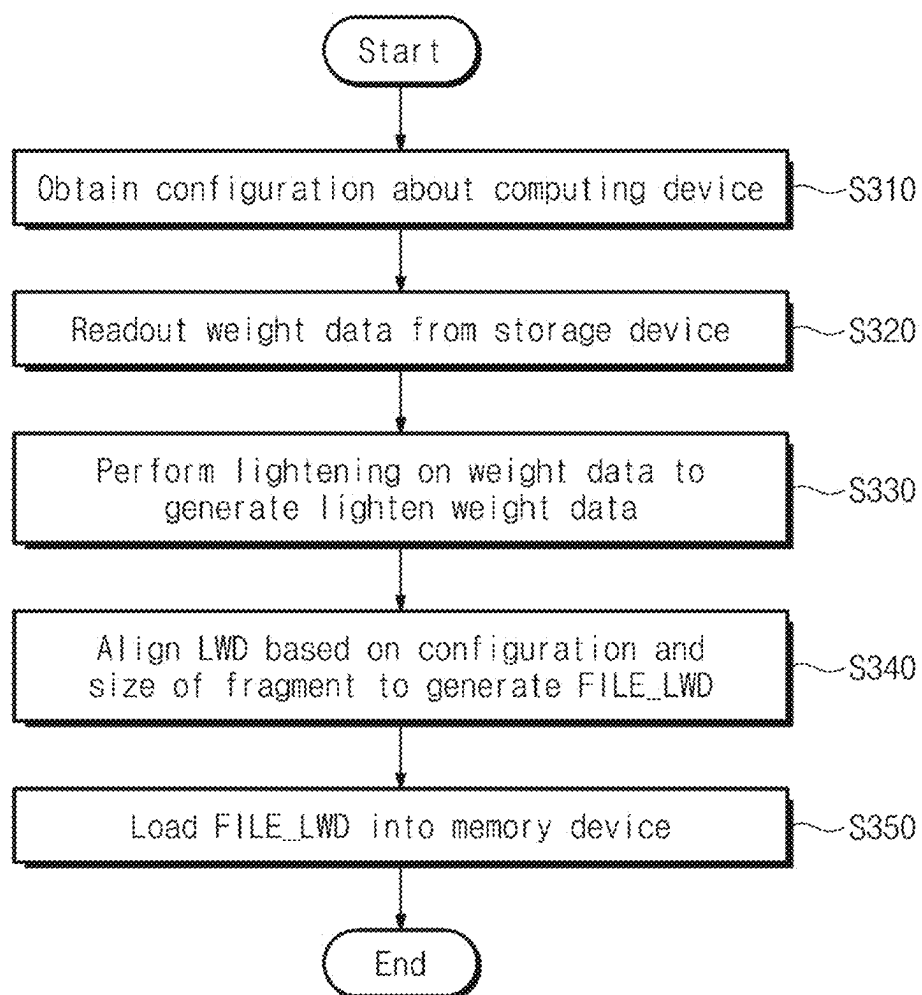 Start
Obtain configuration about computing device
S310
Readout weight data from storage device
S320
Perform lightening on weight data to
generate lighten weight data
S330
Align LWD based on configuration and
size of fragment to generate FILE_LWD
S340
Load FILE_LWD into memory device
S350
End